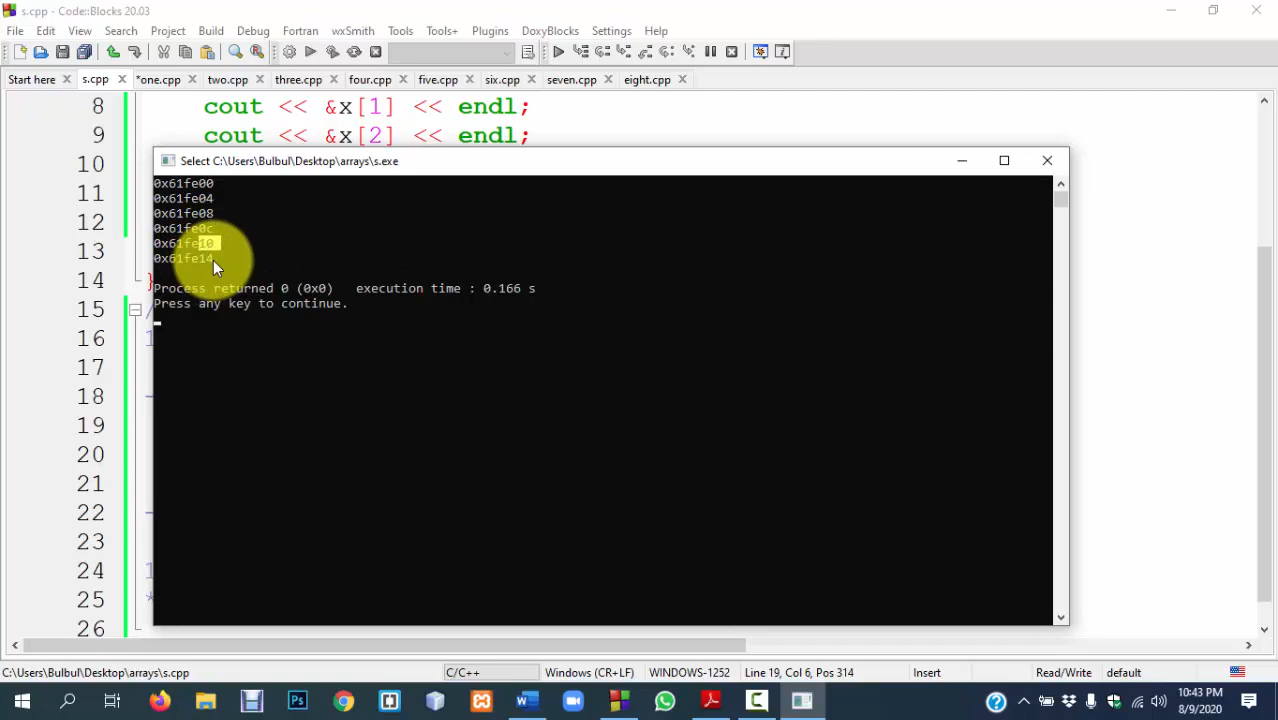 s.cpp - Code::Blocks 20.03
File Edit View Search Project Build Debug Fortran wxSmith Tools Tools+ Plugins DoxyBlocks Settings Help
Start here s.cpp *one.cpp two.cpp three.cpp four.cpp five.cpp six.cpp seven.cpp eight.cpp
8 cout << &x[1] << endl;
9 cout << &x[2] << endl;
10
11
12
13
14 }
15 /
16 1
17
18
19
20
21
22
23
24 1
25 *
26
Select C:\Users\Bulbul\Desktop\arrays\s.exe
0x61fe00
0x61fe04
0x61fe08
0x61fe0c
0x61fe10
0x61fe14
Process returned 0 (0x0) execution time : 0.166 s
Press any key to continue.
C:\Users\Bulbul\Desktop\arrays\s.cpp C/C++ Windows (CR+LF) WINDOWS-1252 Line 19, Col 6, Pos 314 Insert Read/Write default
10:43 PM
8/9/2020